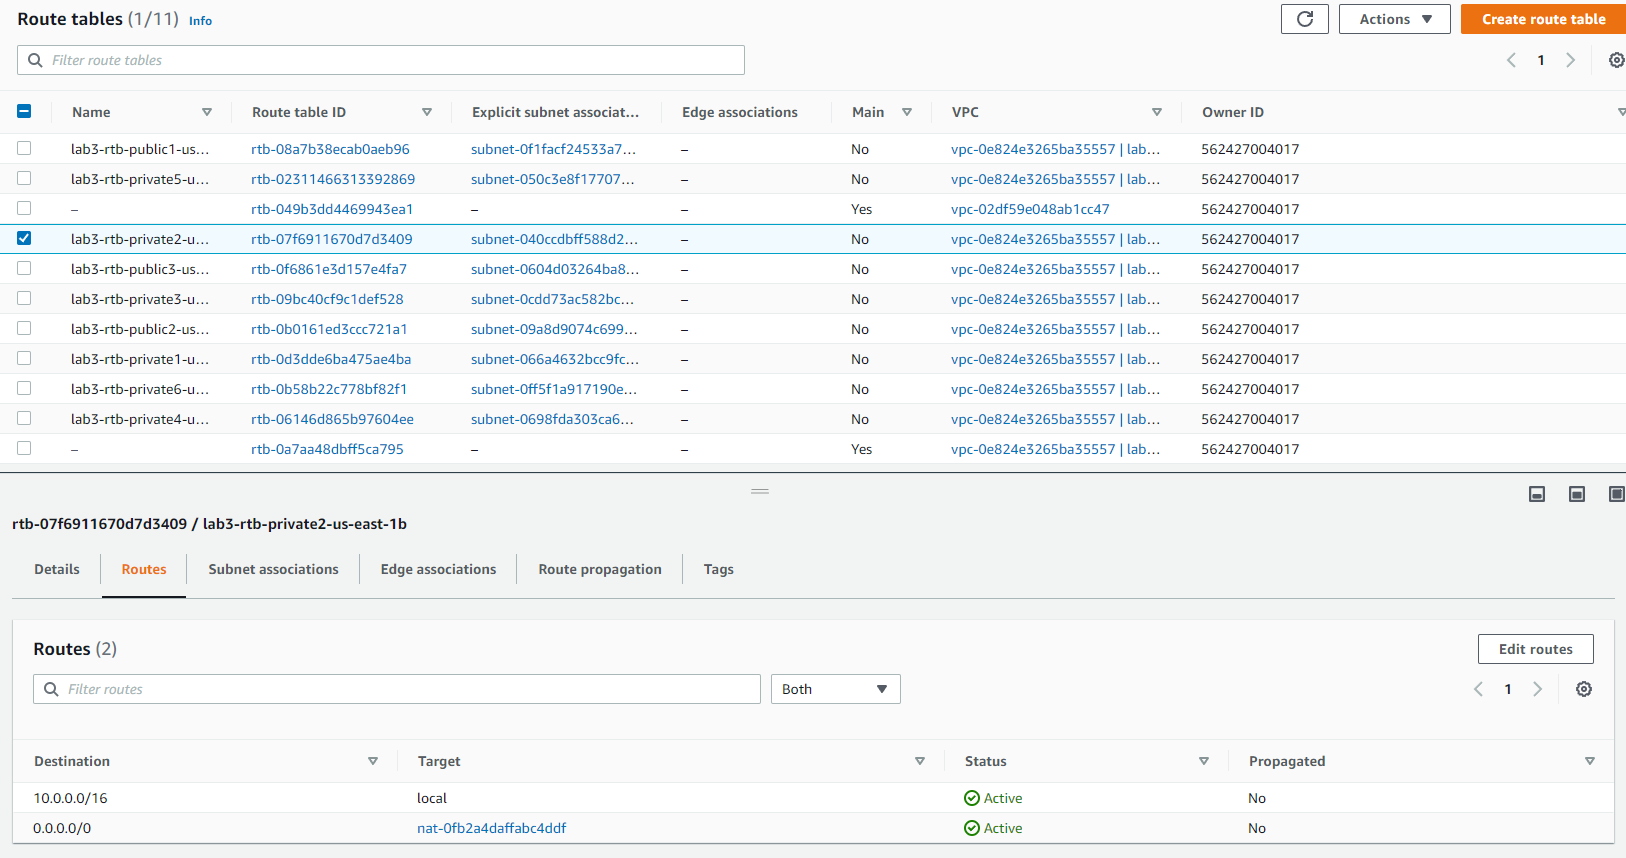 Route tables (1/11) Info
Actions
Create route table
Filter route tables
1
Name Route table ID Explicit subnet associat... Edge associations Main VPC Owner ID
lab3-rtb-public1-us... rtb-08a7b38ecab0aeb96 subnet-0f1facf24533a7... – No vpc-0e824e3265ba35557 | lab... 562427004017
lab3-rtb-private5-u... rtb-02311466313392869 subnet-050c3e8f17707... – No vpc-0e824e3265ba35557 | lab... 562427004017
– rtb-049b3dd4469943ea1 – – Yes vpc-02df59e048ab1cc47 562427004017
lab3-rtb-private2-u... rtb-07f6911670d7d3409 subnet-040ccdbff588d2... – No vpc-0e824e3265ba35557 | lab... 562427004017
lab3-rtb-public3-us... rtb-0f6861e3d157e4fa7 subnet-0604d03264ba8... – No vpc-0e824e3265ba35557 | lab... 562427004017
lab3-rtb-private3-u... rtb-09bc40cf9c1def528 subnet-0cdd73ac582bc... – No vpc-0e824e3265ba35557 | lab... 562427004017
lab3-rtb-public2-us... rtb-0b0161ed3ccc721a1 subnet-09a8d9074c699... – No vpc-0e824e3265ba35557 | lab... 562427004017
lab3-rtb-private1-u... rtb-0d3dde6ba475ae4ba subnet-066a4632bcc9fc... – No vpc-0e824e3265ba35557 | lab... 562427004017
lab3-rtb-private6-u... rtb-0b58b22c778bf82f1 subnet-0ff5f1a917190e... – No vpc-0e824e3265ba35557 | lab... 562427004017
lab3-rtb-private4-u... rtb-06146d865b97604ee subnet-0698fda303ca6... – No vpc-0e824e3265ba35557 | lab... 562427004017
– rtb-0a7aa48dbff5ca795 – – Yes vpc-0e824e3265ba35557 | lab... 562427004017
rtb-07f6911670d7d3409 / lab3-rtb-private2-us-east-1b
Details Routes Subnet associations Edge associations Route propagation Tags
Routes (2)
Edit routes
Filter routes
Both
1
Destination Target Status Propagated
10.0.0.0/16 local Active No
0.0.0.0/0 nat-0fb2a4daffabc4ddf Active No